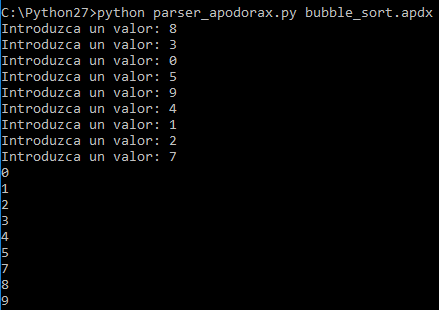 C:\Python27>python parser_apodorax.py bubble_sort.apdx
Introduzca un valor: 8
Introduzca un valor: 3
Introduzca un valor: 0
Introduzca un valor: 5
Introduzca un valor: 9
Introduzca un valor: 4
Introduzca un valor: 1
Introduzca un valor: 2
Introduzca un valor: 7
0
1
2
3
4
5
7
8
9